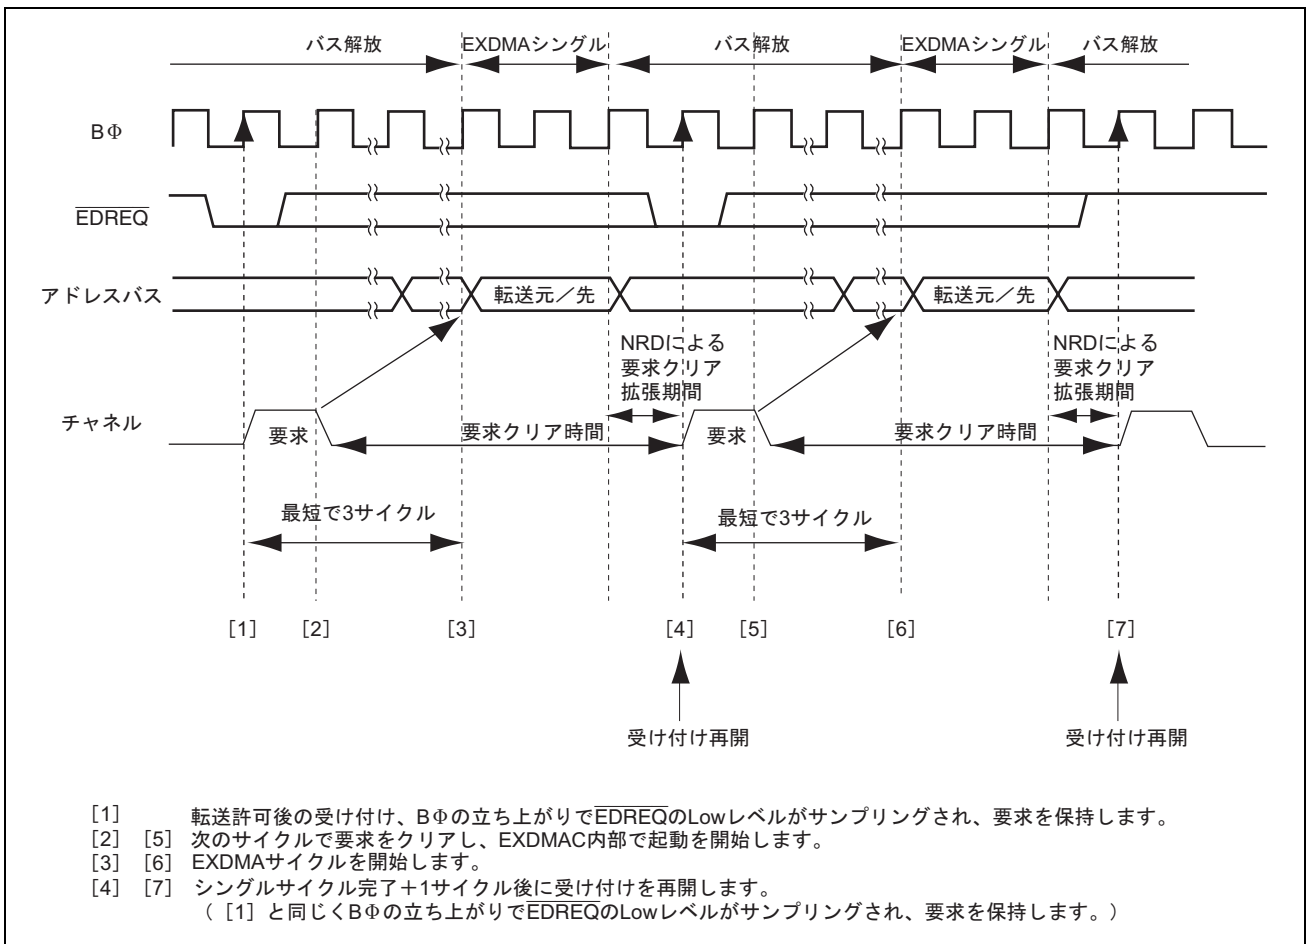 バス解放 EXDMAシングル バス解放 EXDMAシングル バス解放
BΦ
EDREQ
アドレスバス 転送元／先 転送元／先
NRDによる NRDによる
要求クリア 要求クリア
拡張期間 拡張期間
チャネル 要求 要求クリア時間 要求 要求クリア時間
最短で3サイクル 最短で3サイクル
［1］ ［2］ ［3］ ［4］ ［5］ ［6］ ［7］
受け付け再開 受け付け再開
［1］ 転送許可後の受け付け、BΦの立ち上がりでEDREQのLowレベルがサンプリングされ、要求を保持します。
［2］ ［5］ 次のサイクルで要求をクリアし、EXDMAC内部で起動を開始します。
［3］ ［6］ EXDMAサイクルを開始します。
［4］ ［7］ シングルサイクル完了＋1サイクル後に受け付けを再開します。
（［1］と同じくBΦの立ち上がりでEDREQのLowレベルがサンプリングされ、要求を保持します。）